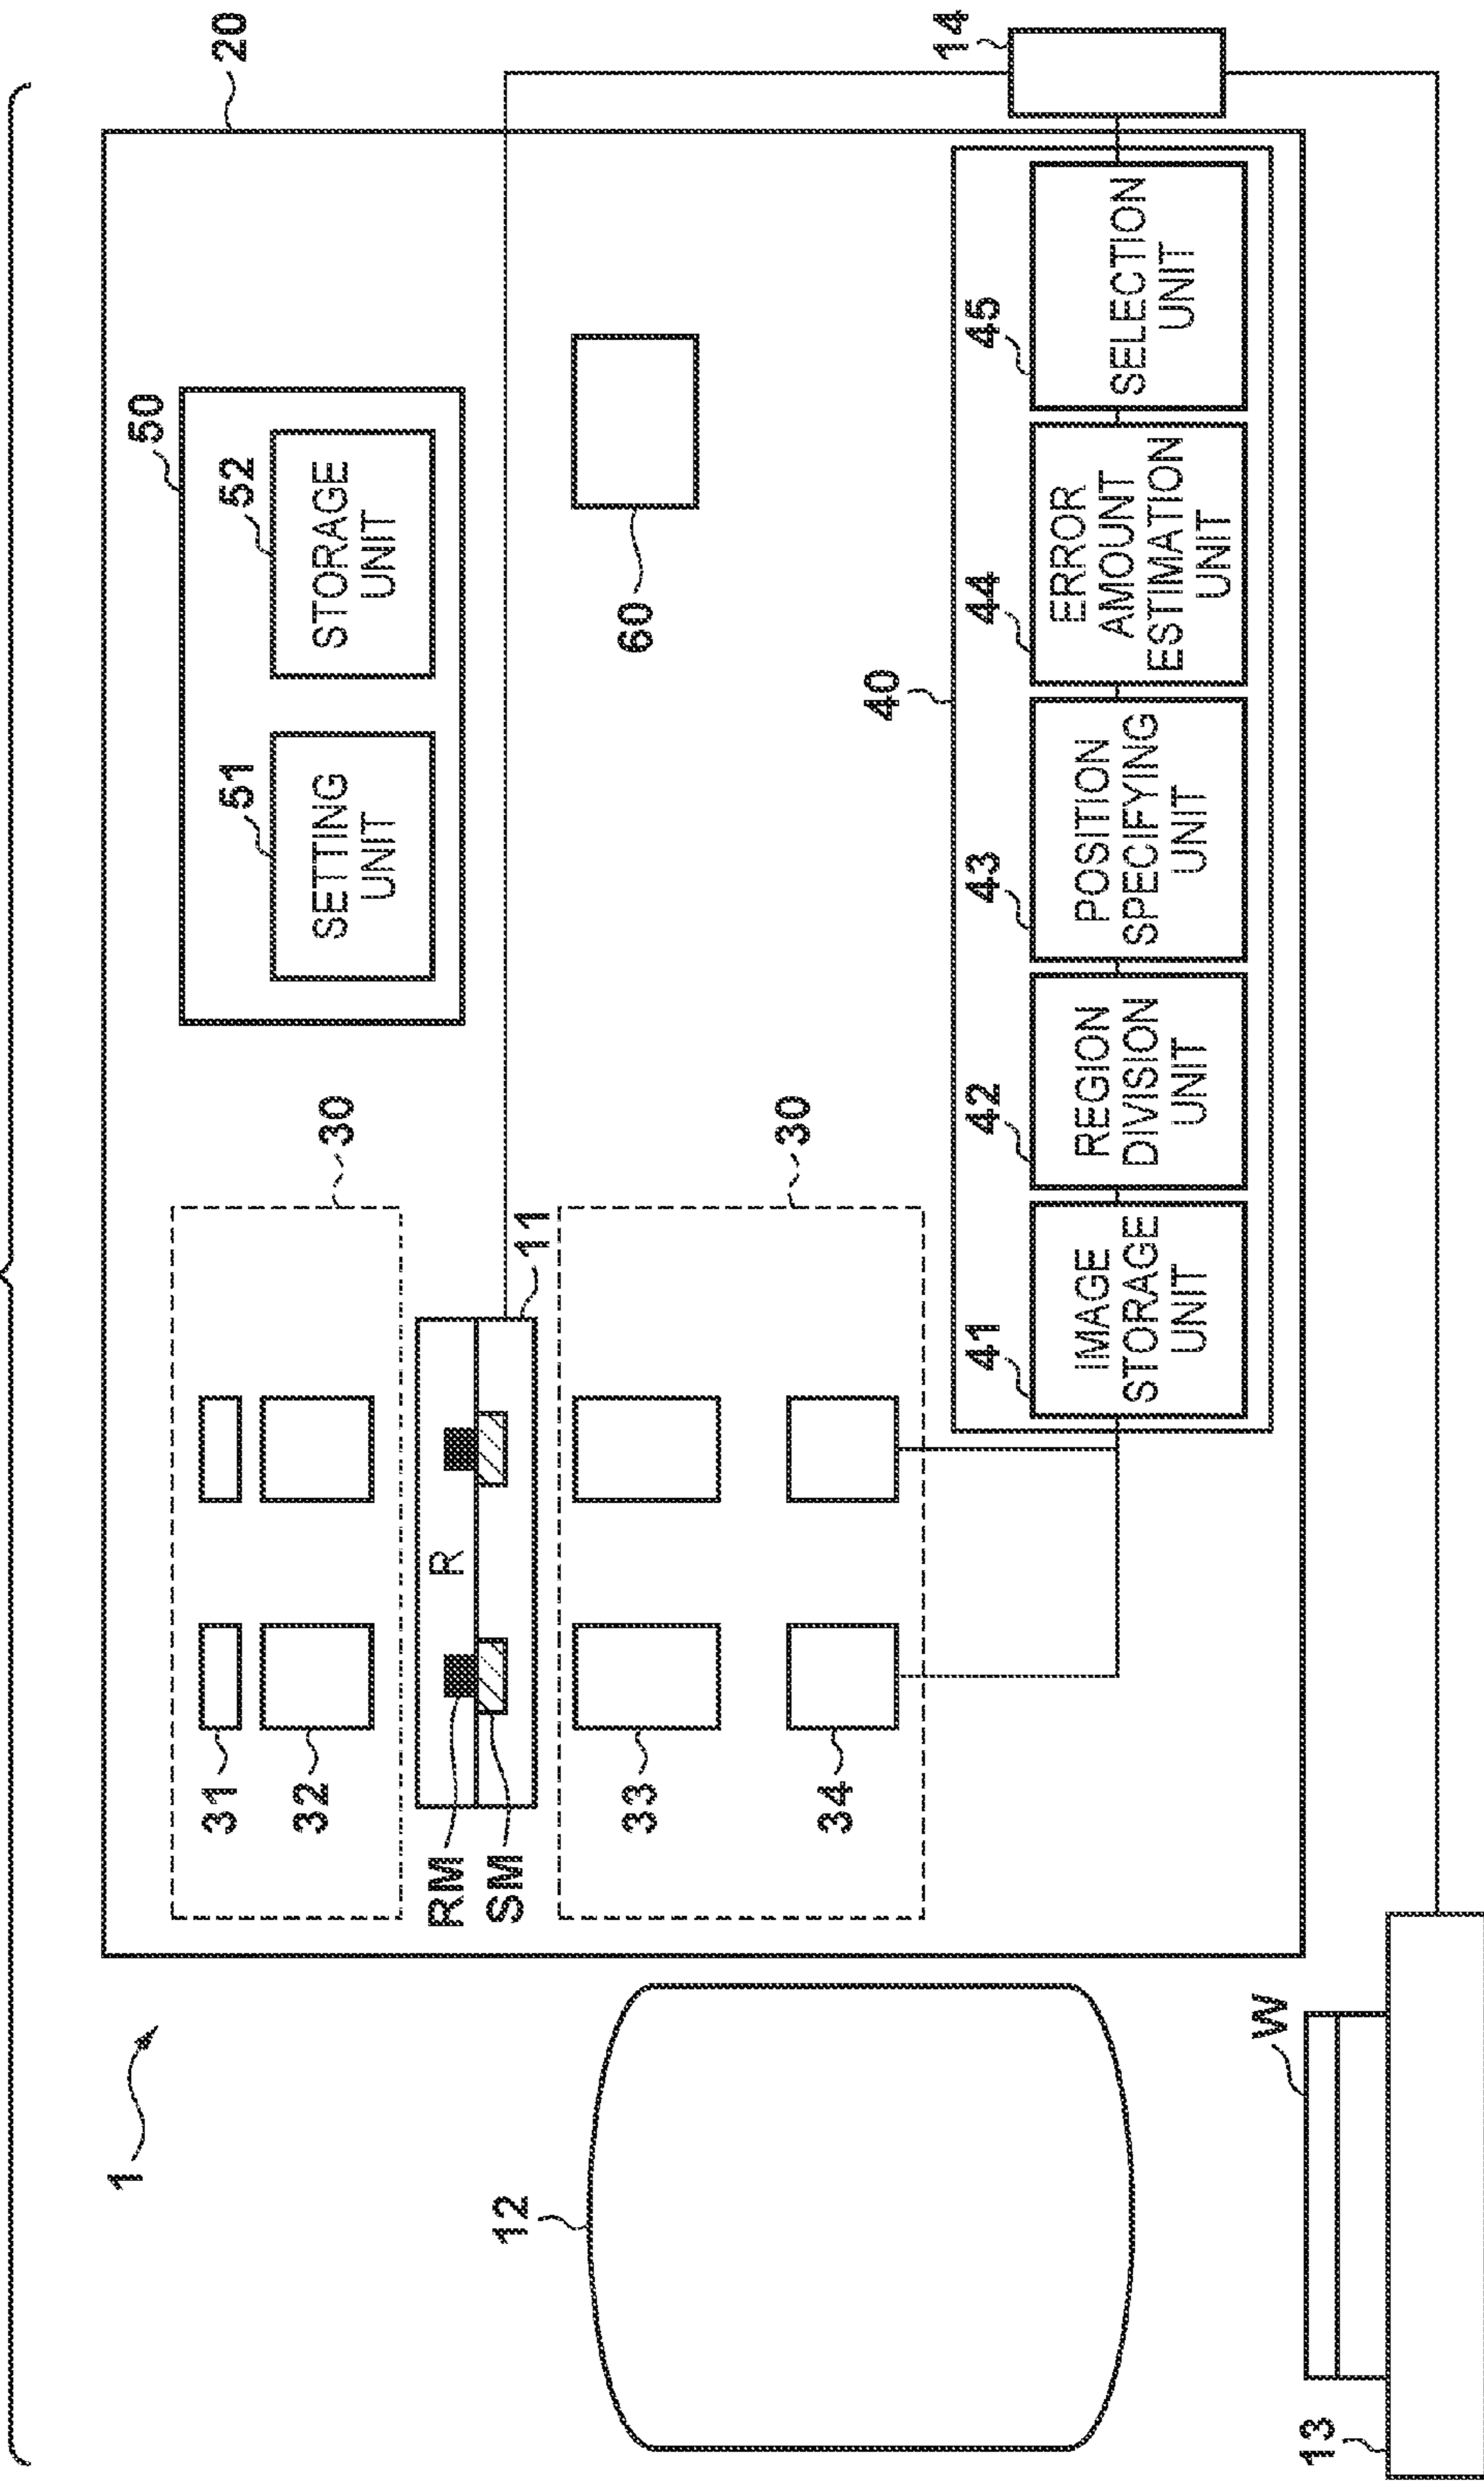 1
20
30
31
32
50
51
SETTING
UNIT
52
STORAGE
UNIT
RM
SM
R
11
30
33
34
60
12
40
41
IMAGE
STORAGE
UNIT
42
REGION
DIVISION
UNIT
43
POSITION
SPECIFYING
UNIT
44
ERROR
AMOUNT
ESTIMATION
UNIT
45
SELECTION
UNIT
14
W
13